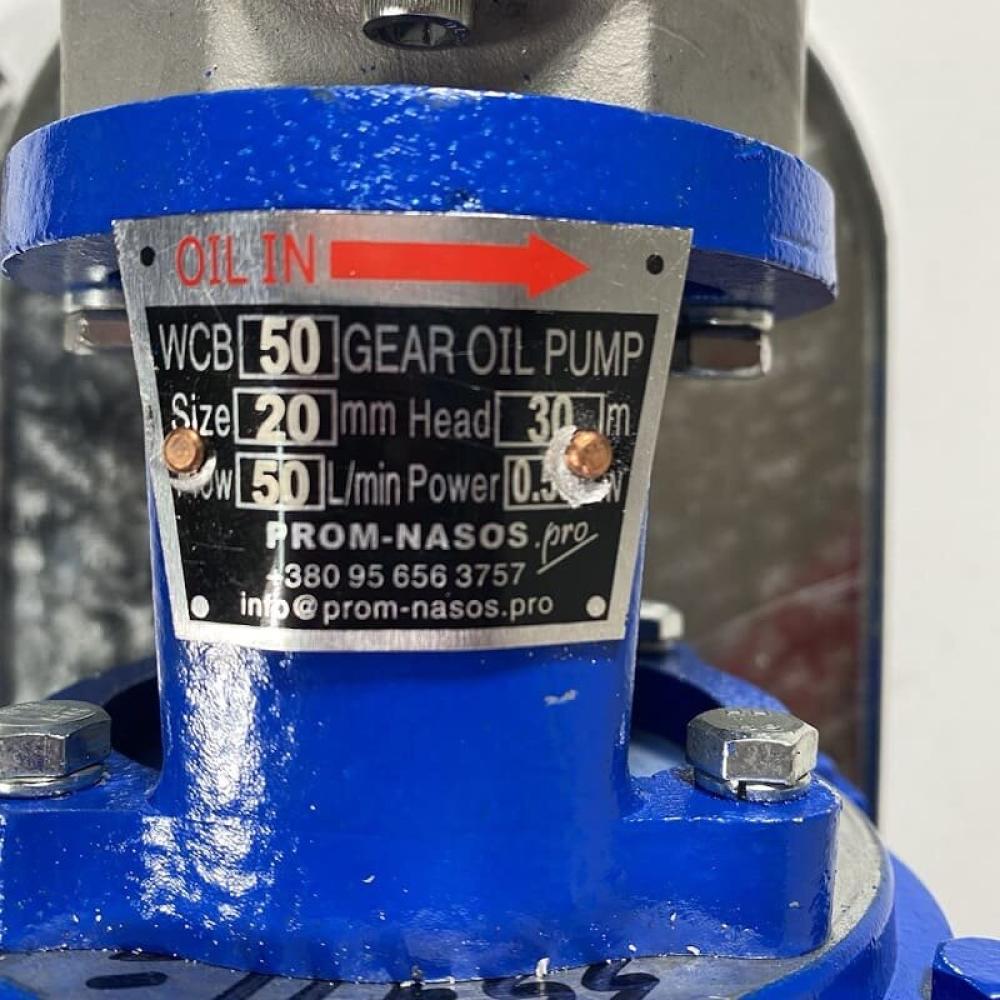 OIL IN
WCB 50 GEAR OIL PUMP
Size 20 mm Head 30 m
50 L/min Power
PROM-NASOS.pro
+380 95 656 3757
info@prom-nasos.pro